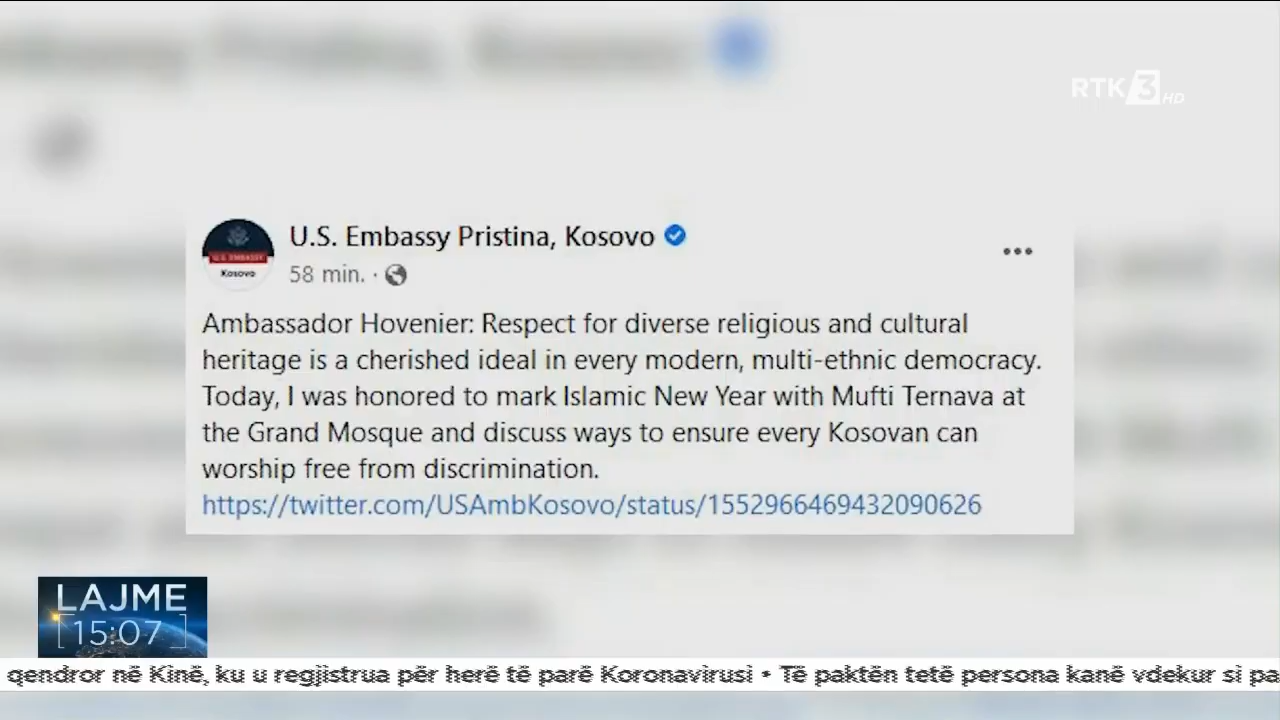 RTK 3 HD
U.S. Embassy Pristina, Kosovo
U.S. EMBASSY
Kosovo
58 min. ·
Ambassador Hovenier: Respect for diverse religious and cultural
heritage is a cherished ideal in every modern, multi-ethnic democracy.
Today, I was honored to mark Islamic New Year with Mufti Ternava at
the Grand Mosque and discuss ways to ensure every Kosovan can
worship free from discrimination.
https://twitter.com/USAmbKosovo/status/1552966469432090626
LAJME
15:07
qendror në Kinë, ku u regjistrua për herë të parë Koronavirusi • Të paktën tetë persona kanë vdekur si pa